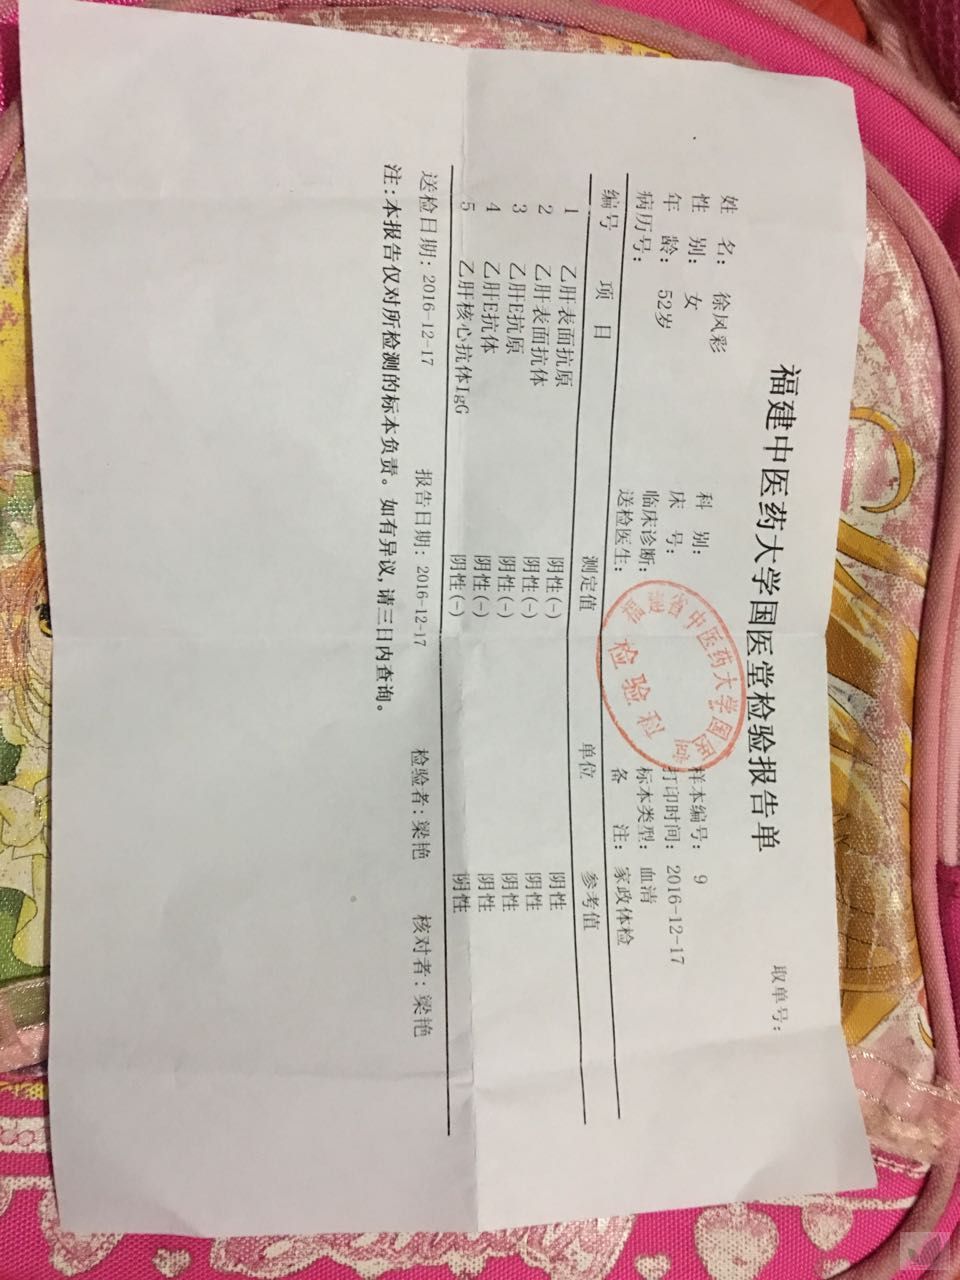 福建中医药大学国医堂检验报告单
取单号:
姓 名: 徐凤彩 科 别: 样本编号: 9
性 别: 女 床 号: 打印时间: 2016-12-17
年 龄: 52岁 临床诊断: 标本类型: 血清
病历号: 送检医生: 备 注: 家政体检
编号 项 目 测定值 单位 参考值
1 乙肝表面抗原 阴性(-) 阴性
2 乙肝表面抗体 阴性(-) 阴性
3 乙肝E抗原 阴性(-) 阴性
4 乙肝E抗体 阴性(-) 阴性
5 乙肝核心抗体IgG 阴性(-) 阴性
送检日期: 2016-12-17 报告日期: 2016-12-17 检验者: 梁艳 核对者: 梁艳
注:本报告仅对所检测的标本负责。如有异议,请三日内查询。
中医药大学国医
检验科